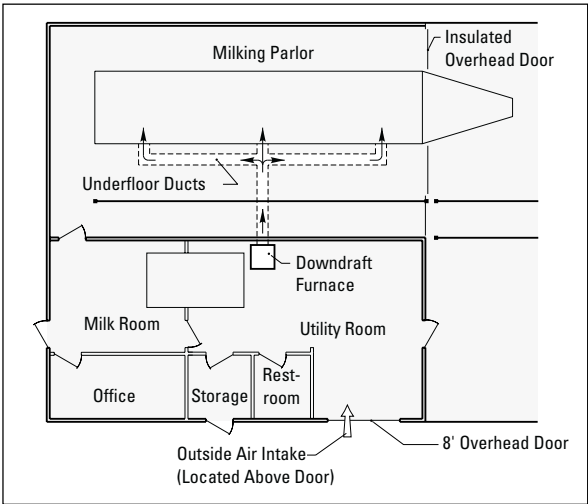 Milking Parlor
Insulated
Overhead Door
Underfloor Ducts
Downdraft
Furnace
Milk Room
Utility Room
Office
Storage
Rest-
room
8' Overhead Door
Outside Air Intake
(Located Above Door)